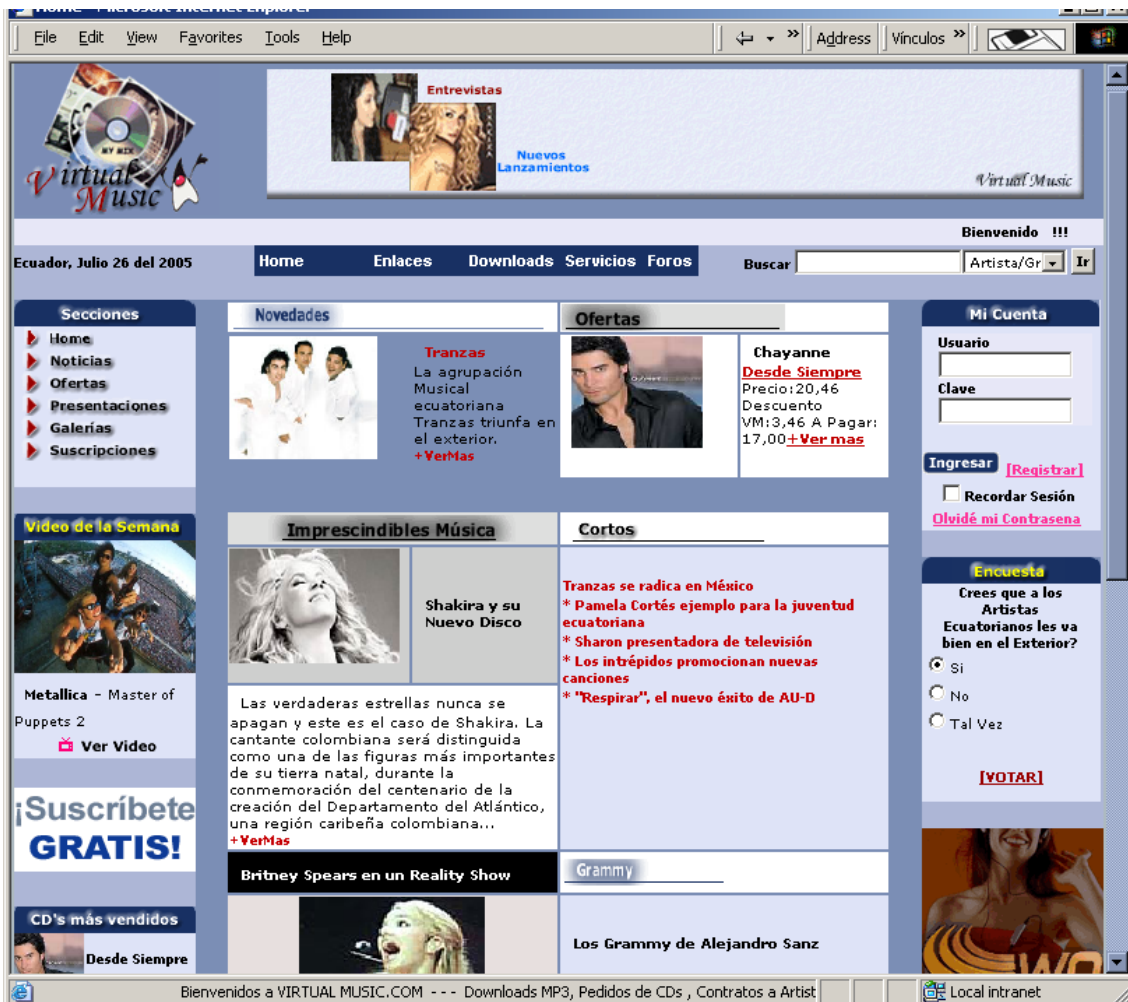 Home - Microsoft Internet Explorer
File Edit View Favorites Tools Help
Address Vínculos
MY MIX
Virtual
Music
Entrevistas
Nuevos
Lanzamientos
Virtual Music
Bienvenido !!!
Ecuador, Julio 26 del 2005
Home Enlaces Downloads Servicios Foros
Buscar Artista/Gr Ir
Secciones
Home
Noticias
Ofertas
Presentaciones
Galerías
Suscripciones
Novedades
Tranzas
La agrupación
Musical
ecuatoriana
Tranzas triunfa en
el exterior.
+VerMas
Ofertas
Chayanne
Desde Siempre
Precio:20,46
Descuento
VM:3,46 A Pagar:
17,00+Ver mas
Mi Cuenta
Usuario
Clave
Ingresar [Registrar]
Recordar Sesión
Olvidé mi Contrasena
Video de la Semana
Metallica - Master of
Puppets 2
Ver Video
Imprescindibles Música
Shakira y su
Nuevo Disco
Las verdaderas estrellas nunca se
apagan y este es el caso de Shakira. La
cantante colombiana será distinguida
como una de las figuras más importantes
de su tierra natal, durante la
conmemoración del centenario de la
creación del Departamento del Atlántico,
una región caribeña colombiana...
+VerMas
Cortos
Tranzas se radica en México
* Pamela Cortés ejemplo para la juventud
ecuatoriana
* Sharon presentadora de televisión
* Los intrépidos promocionan nuevas
canciones
* "Respirar", el nuevo éxito de AU-D
Encuesta
Crees que a los
Artistas
Ecuatorianos les va
bien en el Exterior?
Si
No
Tal Vez
[VOTAR]
¡Suscríbete
GRATIS!
Britney Spears en un Reality Show
Grammy
Los Grammy de Alejandro Sanz
CD's más vendidos
Desde Siempre
Bienvenidos a VIRTUAL MUSIC.COM - - - Downloads MP3, Pedidos de CDs , Contratos a Artist
Local intranet